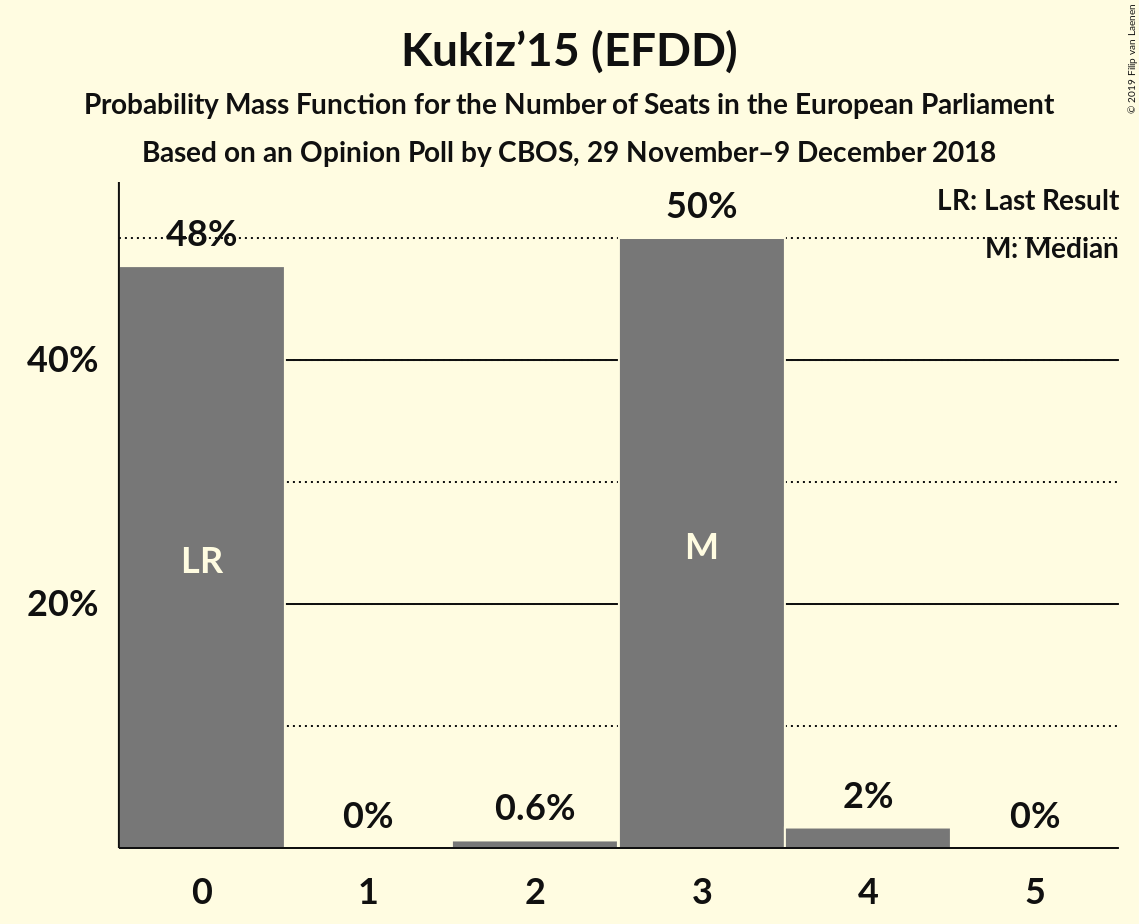 Kukiz’15 (EFDD)
Probability Mass Function for the Number of Seats in the European Parliament
Based on an Opinion Poll by CBOS, 29 November–9 December 2018
© 2019 Filip van Laenen
LR: Last Result
M: Median
48%
50%
40%
20%
LR
M
0%
0.6%
2%
0%
0
1
2
3
4
5